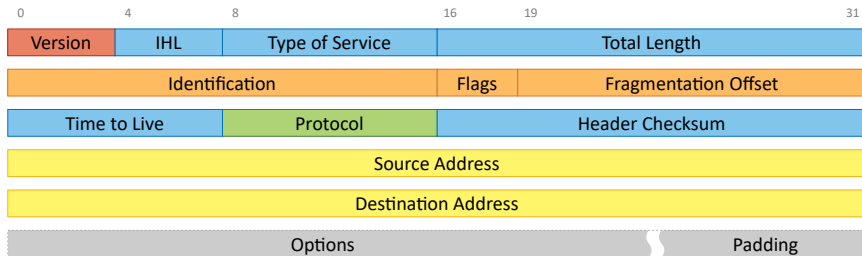 0 4 8 16 19 31
Version IHL Type of Service Total Length
Identification Flags Fragmentation Offset
Time to Live Protocol Header Checksum
Source Address
Destination Address
Options Padding